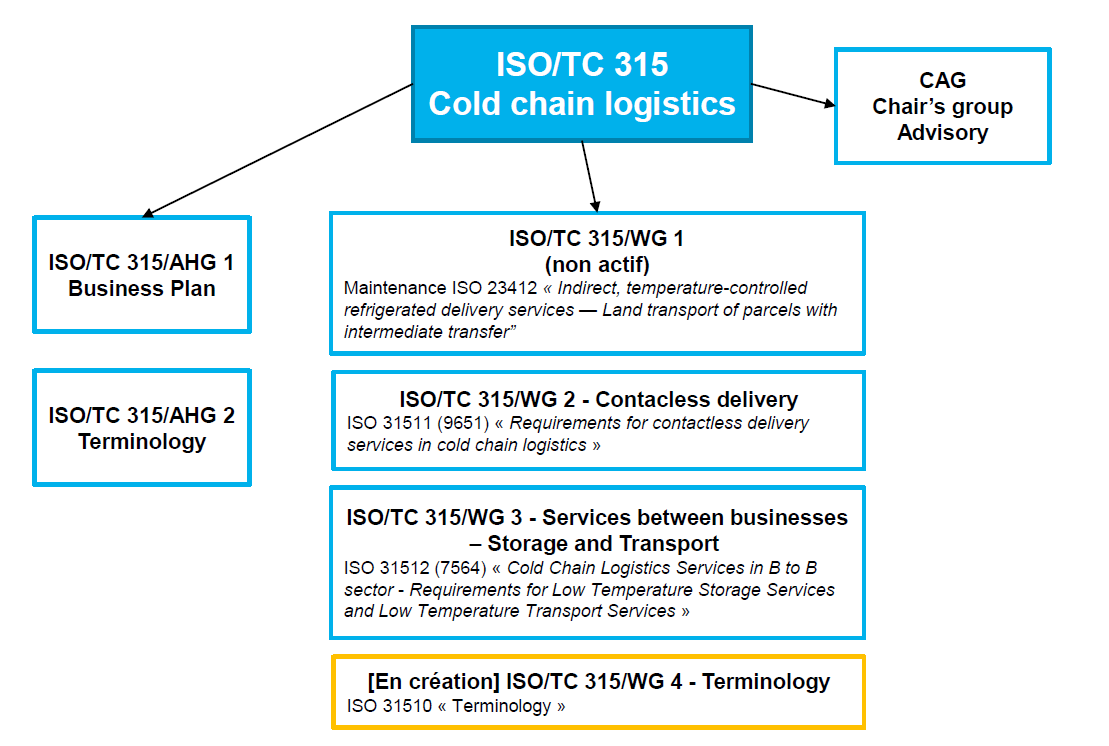 ISO/TC 315
Cold chain logistics
CAG
Chair's group
Advisory
ISO/TC 315/AHG 1
Business Plan
ISO/TC 315/AHG 2
Terminology
ISO/TC 315/WG 1
(non actif)
Maintenance ISO 23412 « Indirect, temperature-controlled
refrigerated delivery services — Land transport of parcels with
intermediate transfer”
ISO/TC 315/WG 2 - Contacless delivery
ISO 31511 (9651) « Requirements for contactless delivery
services in cold chain logistics »
ISO/TC 315/WG 3 - Services between businesses
– Storage and Transport
ISO 31512 (7564) « Cold Chain Logistics Services in B to B
sector - Requirements for Low Temperature Storage Services
and Low Temperature Transport Services »
[En création] ISO/TC 315/WG 4 - Terminology
ISO 31510 « Terminology »